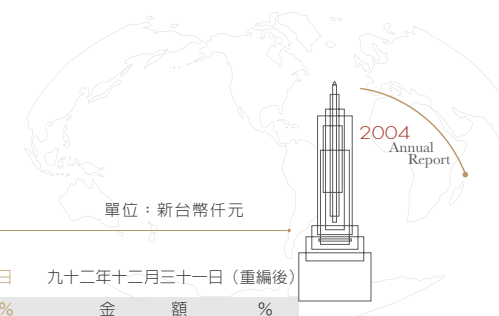 2004
Annual
Report
單位：新台幣仟元
日 九十二年十二月三十一日（重編後）
% 金 額 %